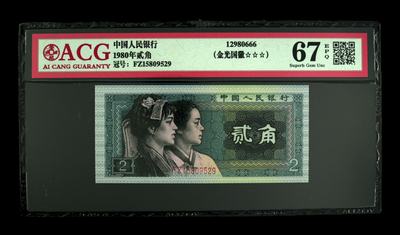 ACG
AI CANG GUARANTY
中国人民银行
1980年贰角
冠号：FZ15809529
12980666
（金光国徽☆☆☆）
67 EPQ
Superb Gem Unc
中国人民银行
贰角
FZ15809529
2
2